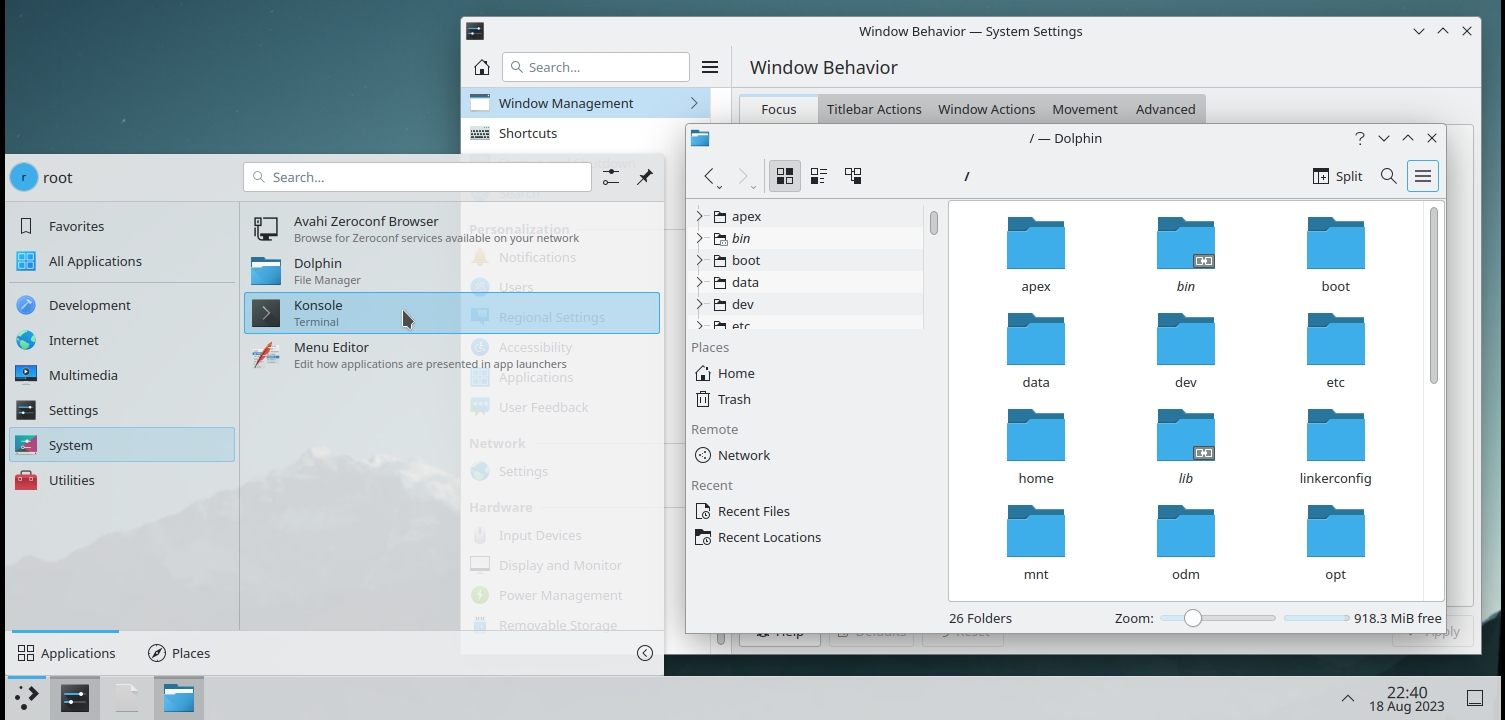 Window Behavior — System Settings
Search...
Window Behavior
Window Management
Shortcuts
Focus
Titlebar Actions
Window Actions
Movement
Advanced
Personalization
Notifications
Users
Regional Settings
Accessibility
Applications
User Feedback
Network
Settings
Hardware
Input Devices
Display and Monitor
Power Management
Removable Storage
Help
Defaults
Reset
Apply
/ — Dolphin
/
Split
apex
bin
boot
data
dev
etc
Places
Home
Trash
Remote
Network
Recent
Recent Files
Recent Locations
apex
bin
boot
data
dev
etc
home
lib
linkerconfig
mnt
odm
opt
26 Folders
Zoom:
918.3 MiB free
r
root
Search...
Favorites
All Applications
Development
Internet
Multimedia
Settings
System
Utilities
Avahi Zeroconf Browser
Browse for Zeroconf services available on your network
Dolphin
File Manager
Konsole
Terminal
Menu Editor
Edit how applications are presented in app launchers
Applications
Places
22:40
18 Aug 2023